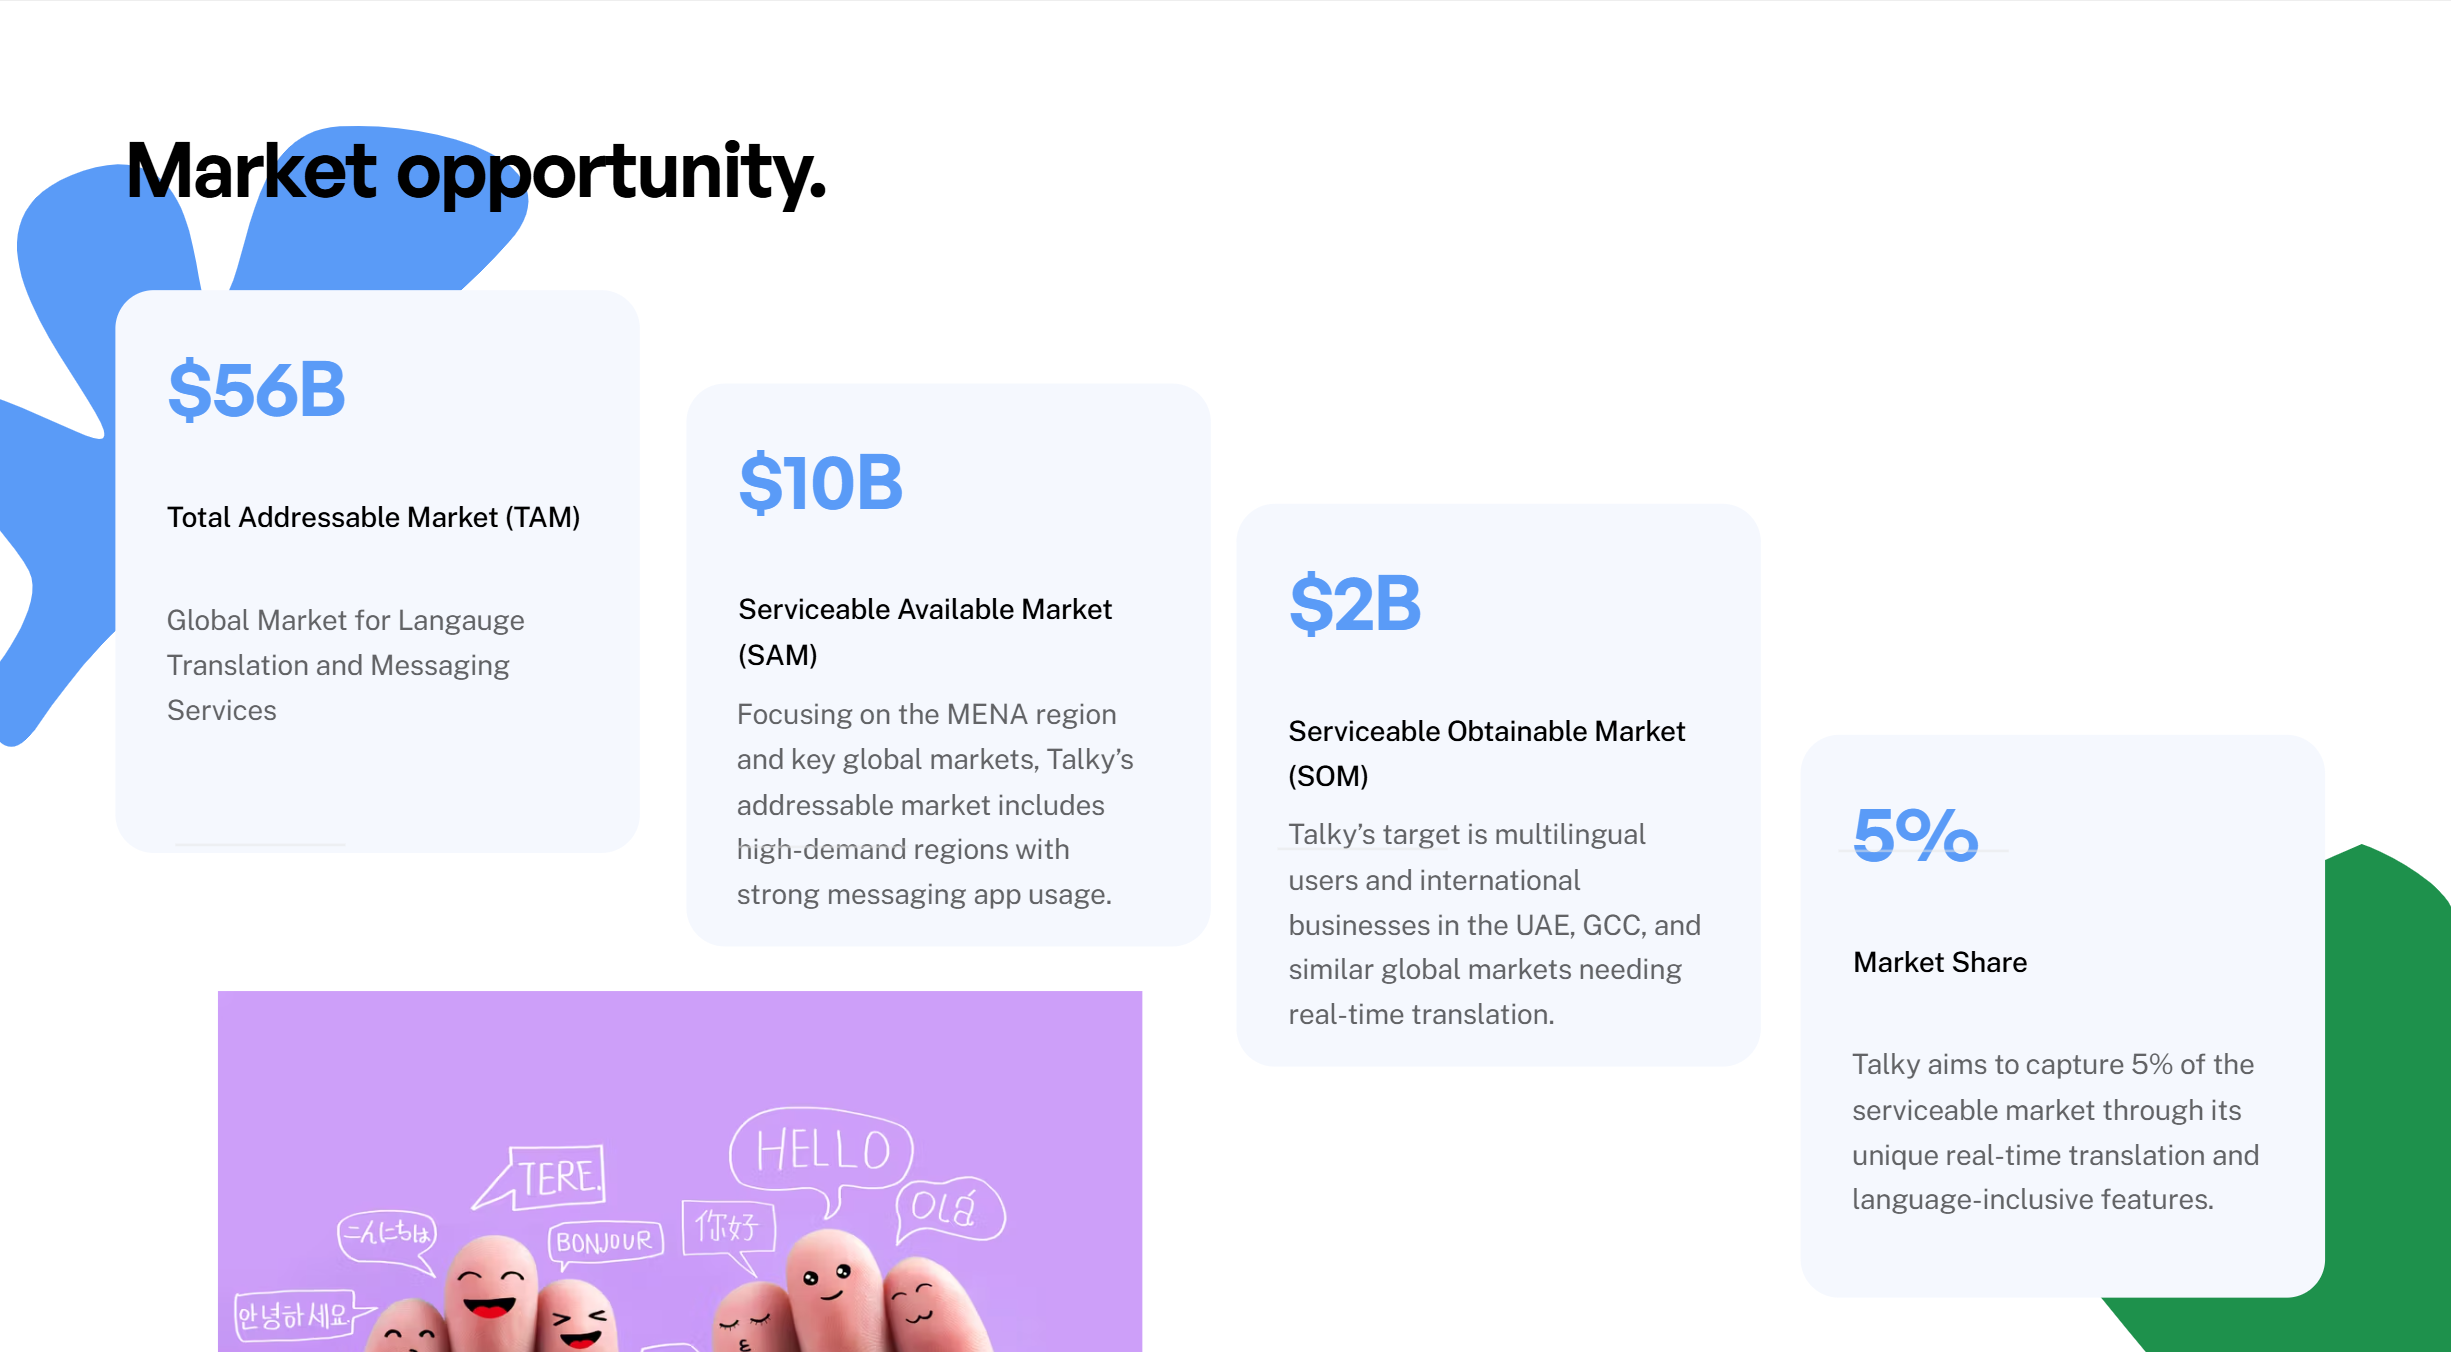 Market opportunity.
$56B
Total Addressable Market (TAM)
Global Market for Langauge
Translation and Messaging
Services
$10B
Serviceable Available Market
(SAM)
Focusing on the MENA region
and key global markets, Talky’s
addressable market includes
high-demand regions with
strong messaging app usage.
$2B
Serviceable Obtainable Market
(SOM)
Talky’s target is multilingual
users and international
businesses in the UAE, GCC, and
similar global markets needing
real-time translation.
5%
Market Share
Talky aims to capture 5% of the
serviceable market through its
unique real-time translation and
language-inclusive features.
HELLO
TERE.
Olá
こんにちは
BONJOUR
你好
안녕하세요.